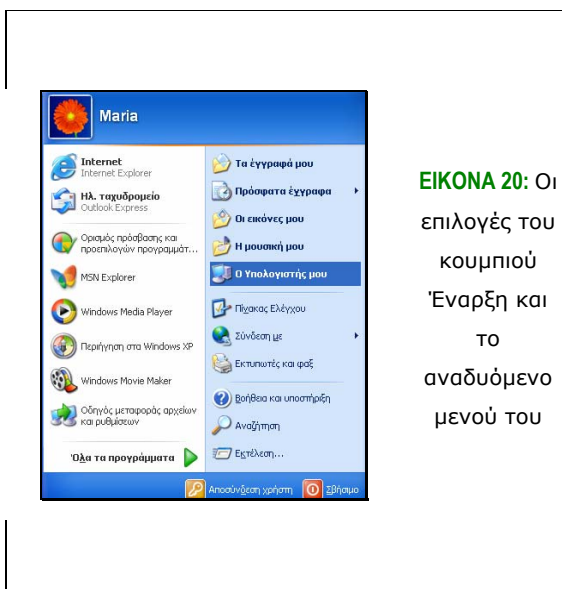 Maria
Internet
Internet Explorer
Ηλ. ταχυδρομείο
Outlook Express
Ορισμός πρόσβασης και
προεπιλογών προγραμμάτ...
MSN Explorer
Windows Media Player
Περιήγηση στα Windows XP
Windows Movie Maker
Οδηγός μεταφοράς αρχείων
και ρυθμίσεων
Όλα τα προγράμματα
Τα έγγραφά μου
Πρόσφατα έγγραφα
Οι εικόνες μου
Η μουσική μου
Ο Υπολογιστής μου
Πίνακας Ελέγχου
Σύνδεση με
Εκτυπωτές και φαξ
Βοήθεια και υποστήριξη
Αναζήτηση
Εκτέλεση...
Αποσύνδεση χρήστη
Σβήσιμο
ΕΙΚΟΝΑ 20: Οι
επιλογές του
κουμπιού
Έναρξη και
το
αναδυόμενο
μενού του